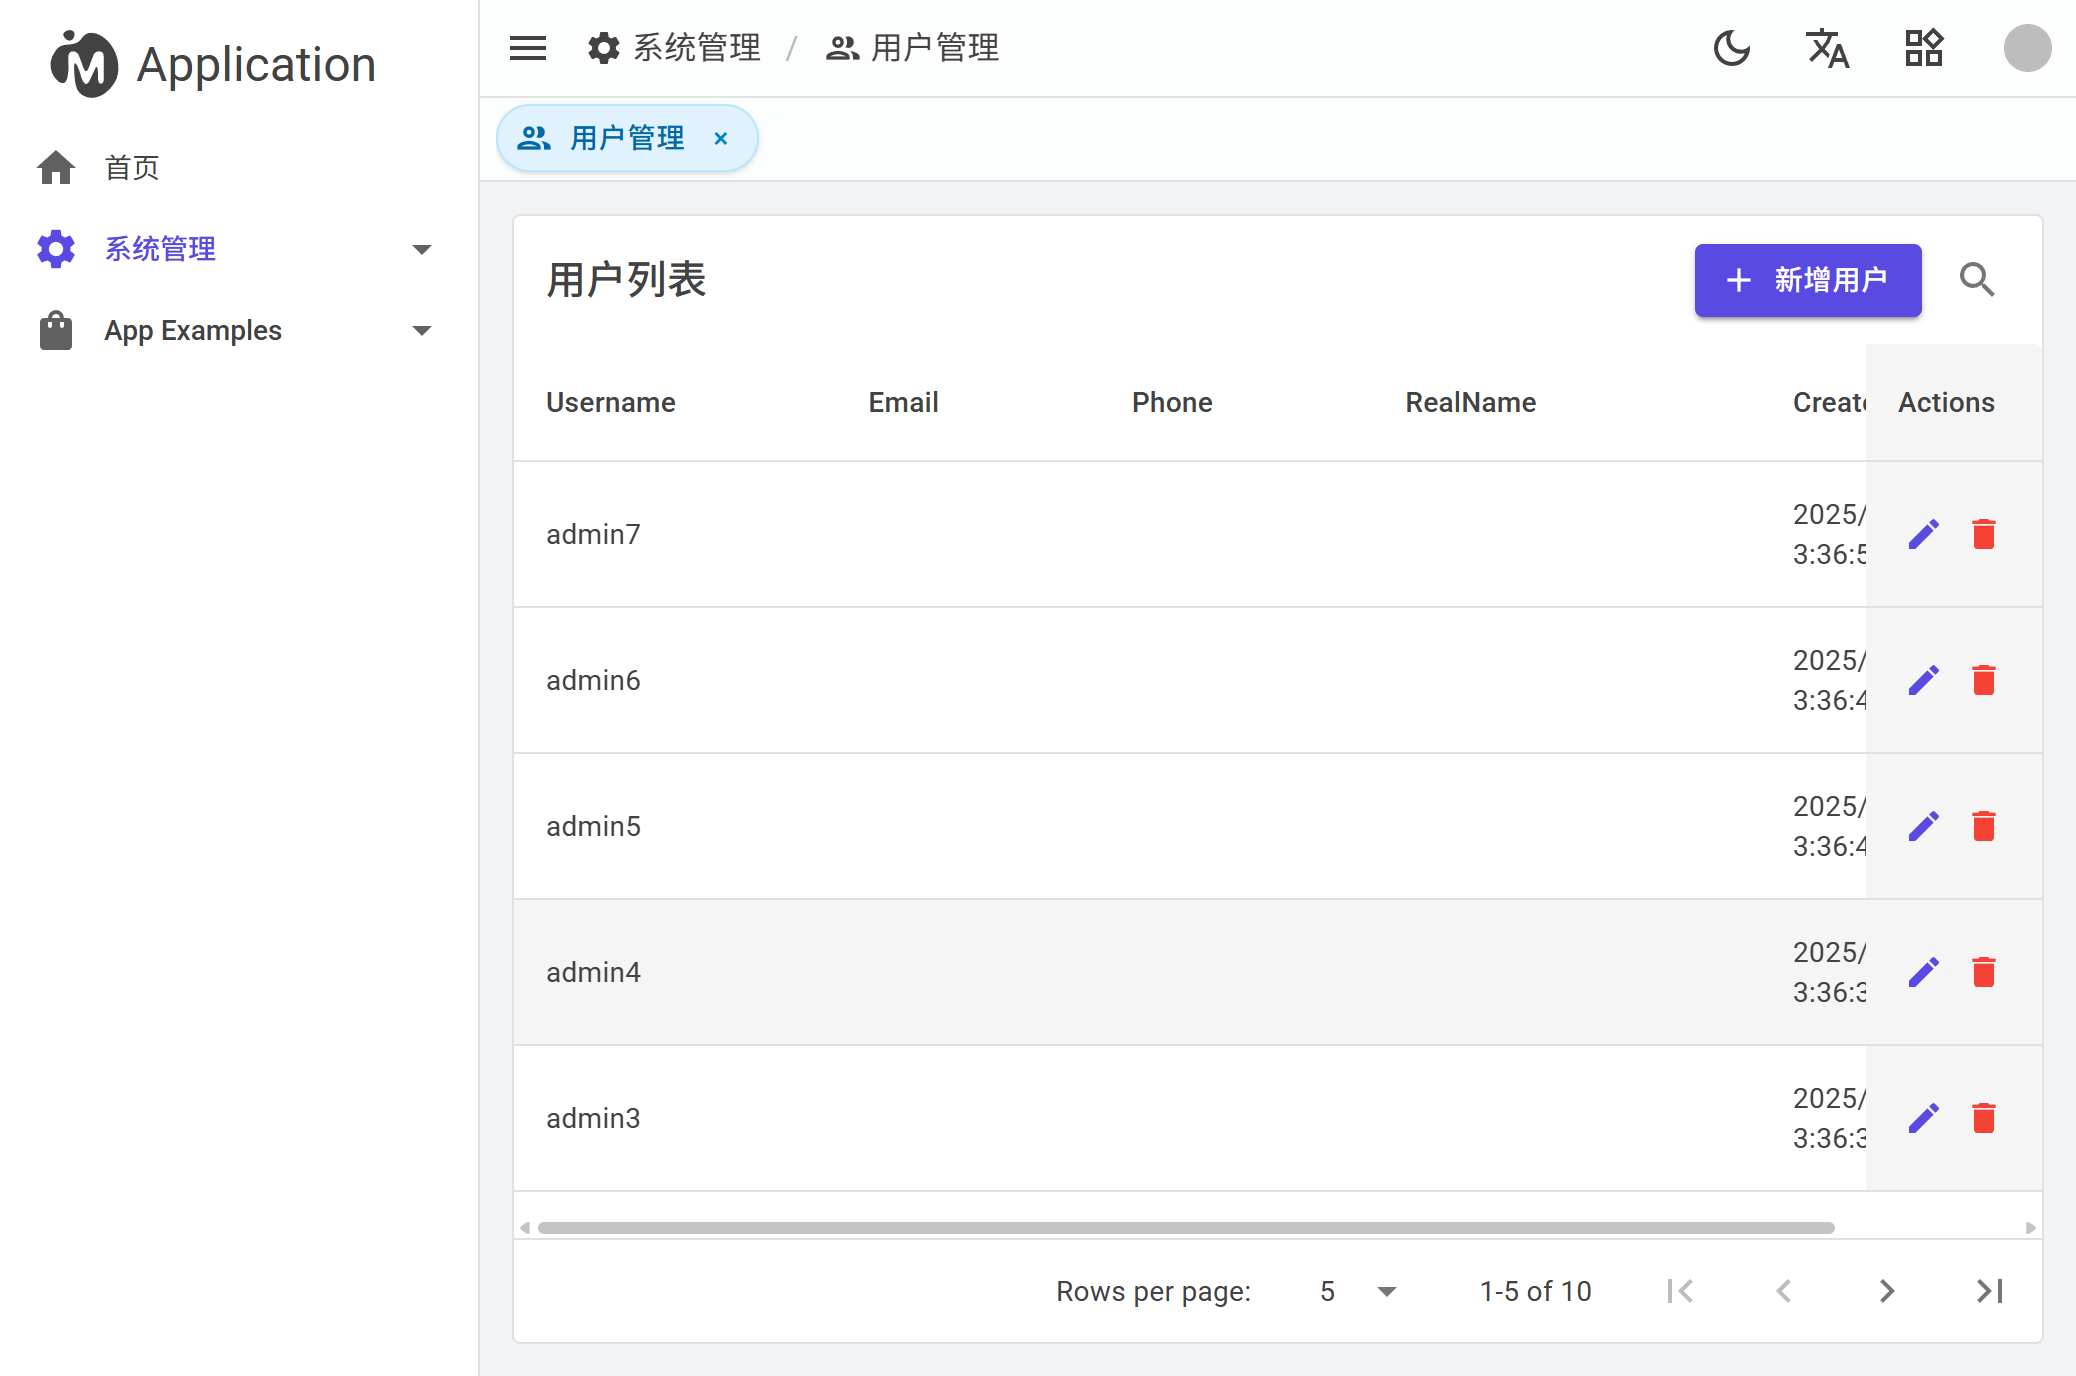 Application
首页
系统管理
App Examples
系统管理 / 用户管理
用户管理 ×
用户列表
+ 新增用户
Username Email Phone RealName Create Actions
admin7 2025/
3:36:5
admin6 2025/
3:36:4
admin5 2025/
3:36:4
admin4 2025/
3:36:3
admin3 2025/
3:36:3
Rows per page: 5 1-5 of 10